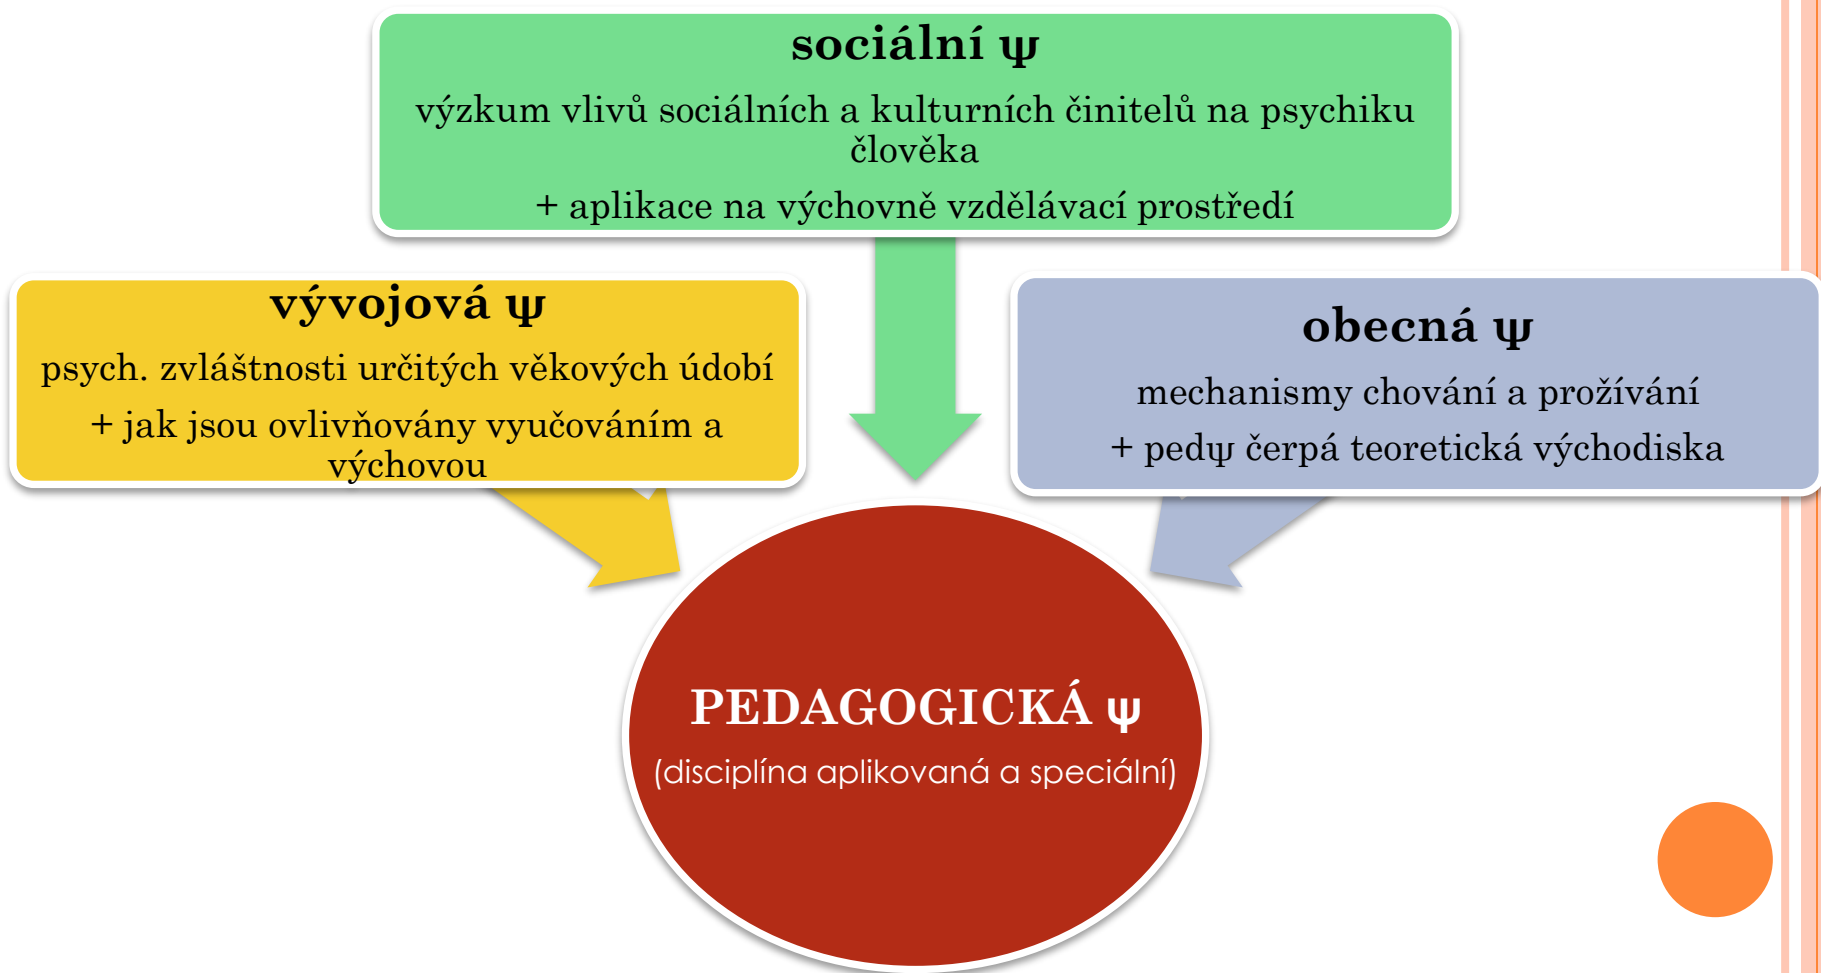 sociální ψ
výzkum vlivů sociálních a kulturních činitelů na psychiku
člověka
+ aplikace na výchovně vzdělávací prostředí
vývojová ψ
psych. zvláštnosti určitých věkových údobí
+ jak jsou ovlivňovány vyučováním a
výchovou
obecná ψ
mechanismy chování a prožívání
+ pedψ čerpá teoretická východiska
PEDAGOGICKÁ ψ
(disciplína aplikovaná a speciální)